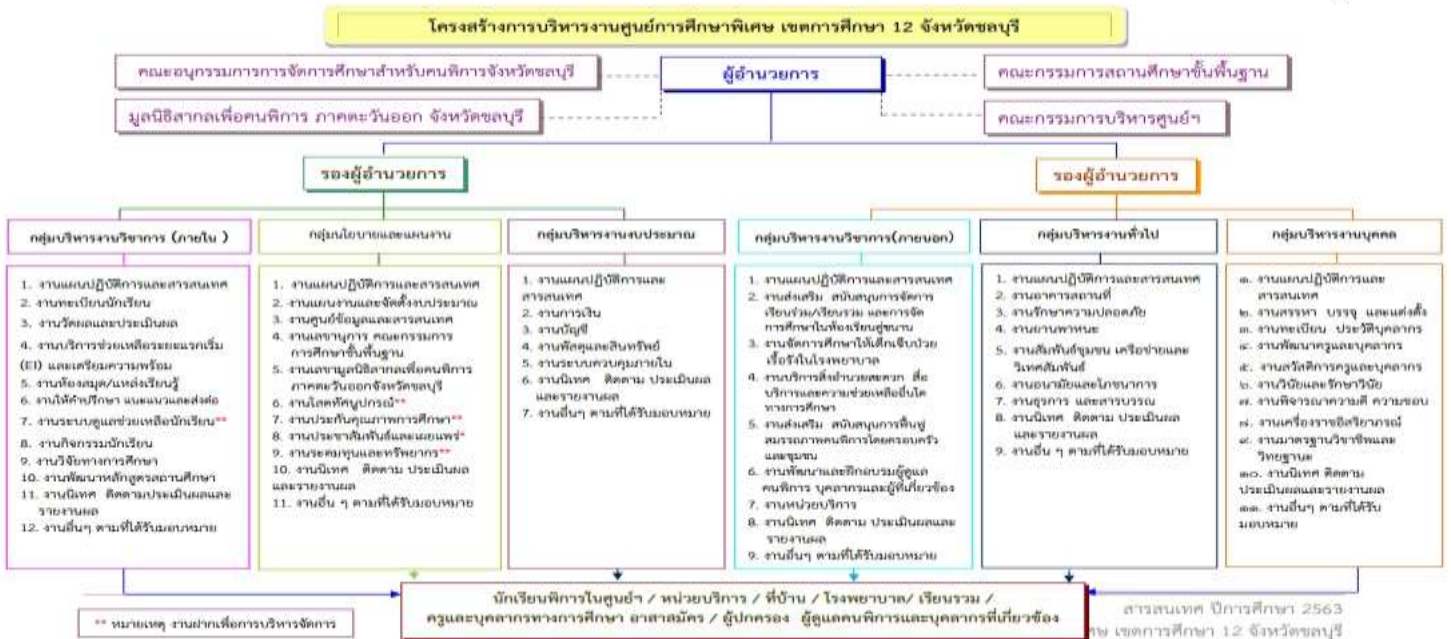 โครงสร้างการบริหารงานศูนย์การศึกษาพิเศษ เขตการศึกษา 12 จังหวัดชลบุรี
คณะอนุกรรมการการจัดการศึกษาสำหรับคนพิการจังหวัดชลบุรี
ผู้อำนวยการ
คณะกรรมการสถานศึกษาขั้นพื้นฐาน
มูลนิธิสากลเพื่อคนพิการ ภาคตะวันออก จังหวัดชลบุรี
คณะกรรมการบริหารศูนย์ฯ
รองผู้อำนวยการ
รองผู้อำนวยการ
กลุ่มบริหารงานวิชาการ (ภายใน )
1. งานแผนปฏิบัติการและสารสนเทศ
2. งานทะเบียนนักเรียน
3. งานวัดผลและประเมินผล
4. งานบริการช่วยเหลือระยะแรกเริ่ม
(EI) และเตรียมความพร้อม
5. งานห้องสมุด/แหล่งเรียนรู้
6. งานให้คำปรึกษา แนะแนวและส่งต่อ
7. งานระบบดูแลช่วยเหลือนักเรียน**
8. งานกิจกรรมนักเรียน
9. งานวิจัยทางการศึกษา
10. งานพัฒนาหลักสูตรสถานศึกษา
11. งานนิเทศ ติดตามประเมินผลและ
รายงานผล
12. งานอื่นๆ ตามที่ได้รับมอบหมาย
กลุ่มนโยบายและแผนงาน
1. งานแผนปฏิบัติการและสารสนเทศ
2. งานแผนงานและจัดตั้งงบประมาณ
3. งานศูนย์ข้อมูลและสารสนเทศ
4. งานเลขานุการ คณะกรรมการ
การศึกษาขั้นพื้นฐาน
5. งานเลขามูลนิธิสากลเพื่อคนพิการ
ภาคตะวันออกจังหวัดชลบุรี
6. งานโสตทัศนูปกรณ์**
7. งานประกันคุณภาพการศึกษา**
8. งานประชาสัมพันธ์และเผยแพร่*
9. งานระดมทุนและทรัพยากร**
10. งานนิเทศ ติดตาม ประเมินผล
และรายงานผล
11. งานอื่น ๆ ตามที่ได้รับมอบหมาย
กลุ่มบริหารงานงบประมาณ
1. งานแผนปฏิบัติการและ
สารสนเทศ
2. งานการเงิน
3. งานบัญชี
4. งานพัสดุและสินทรัพย์
5. งานระบบควบคุมภายใน
6. งานนิเทศ ติดตาม ประเมินผล
และรายงานผล
7. งานอื่นๆ ตามที่ได้รับมอบหมาย
กลุ่มบริหารงานวิชาการ(ภายนอก)
1. งานแผนปฏิบัติการและสารสนเทศ
2. งานส่งเสริม สนับสนุนการจัดการ
เรียนร่วม/เรียนรวม และการจัด
การศึกษาในห้องเรียนคู่ขนาน
3. งานจัดการศึกษาให้เด็กเจ็บป่วย
เรื้อรังในโรงพยาบาล
4. งานบริการสิ่งอำนวยสะดวก สื่อ
บริการและความช่วยเหลืออื่นใด
ทางการศึกษา
5. งานส่งเสริม สนับสนุนการฟื้นฟู
สมรรถภาพคนพิการโดยครอบครัว
และชุมชน
6. งานพัฒนาและฝึกอบรมผู้ดูแล
คนพิการ บุคลากรและผู้ที่เกี่ยวข้อง
7. งานหน่วยบริการ
8. งานนิเทศ ติดตาม ประเมินผลและ
รายงานผล
9. งานอื่นๆ ตามที่ได้รับมอบหมาย
กลุ่มบริหารงานทั่วไป
1. งานแผนปฏิบัติการและสารสนเทศ
2. งานอาคารสถานที่
3. งานรักษาความปลอดภัย
4. งานยานพาหนะ
5. งานสัมพันธ์ชุมชน เครือข่ายและ
วิเทศสัมพันธ์
6. งานอนามัยและโภชนาการ
7. งานธุรการ และสารบรรณ
8. งานนิเทศ ติดตาม ประเมินผล
และรายงานผล
9. งานอื่น ๆ ตามที่ได้รับมอบหมาย
กลุ่มบริหารงานบุคคล
๑. งานแผนปฏิบัติการและ
สารสนเทศ
๒. งานสรรหา บรรจุ และแต่งตั้ง
๓. งานทะเบียน ประวัติบุคลากร
๔. งานพัฒนาครูและบุคลากร
๕. งานสวัสดิการครูและบุคลากร
๖. งานวินัยและรักษาวินัย
๗. งานพิจารณาความดี ความชอบ
๘. งานเครื่องราชอิสริยาภรณ์
๙. งานมาตรฐานวิชาชีพและ
วิทยฐานะ
๑๐. งานนิเทศ ติดตาม
ประเมินผลและรายงานผล
๑๑. งานอื่นๆ ตามที่ได้รับ
มอบหมาย
นักเรียนพิการในศูนย์ฯ / หน่วยบริการ / ที่บ้าน / โรงพยาบาล/ เรียนรวม /
ครูและบุคลากรทางการศึกษา อาสาสมัคร / ผู้ปกครอง ผู้ดูแลคนพิการและบุคลากรที่เกี่ยวข้อง
** หมายเหตุ งานฝากเพื่อการบริหารจัดการ
สารสนเทศ ปีการศึกษา 2563
เขตการศึกษา 12 จังหวัดชลบุรี